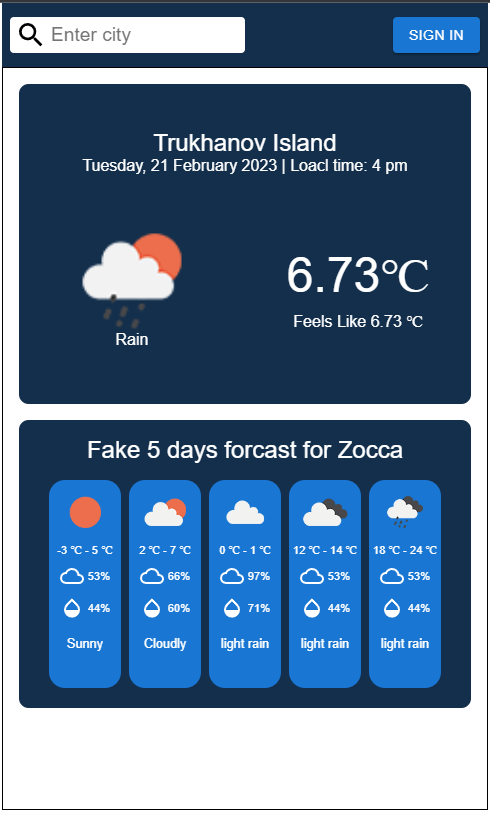 Enter city
SIGN IN
Trukhanov Island
Tuesday, 21 February 2023 | Loacl time: 4 pm
6.73℃
Feels Like 6.73 ℃
Rain
Fake 5 days forcast for Zocca
-3 ℃ - 5 ℃ 2 ℃ - 7 ℃ 0 ℃ - 1 ℃ 12 ℃ - 14 ℃ 18 ℃ - 24 ℃
53% 66% 97% 53% 53%
44% 60% 71% 44% 44%
Sunny Cloudly light rain light rain light rain